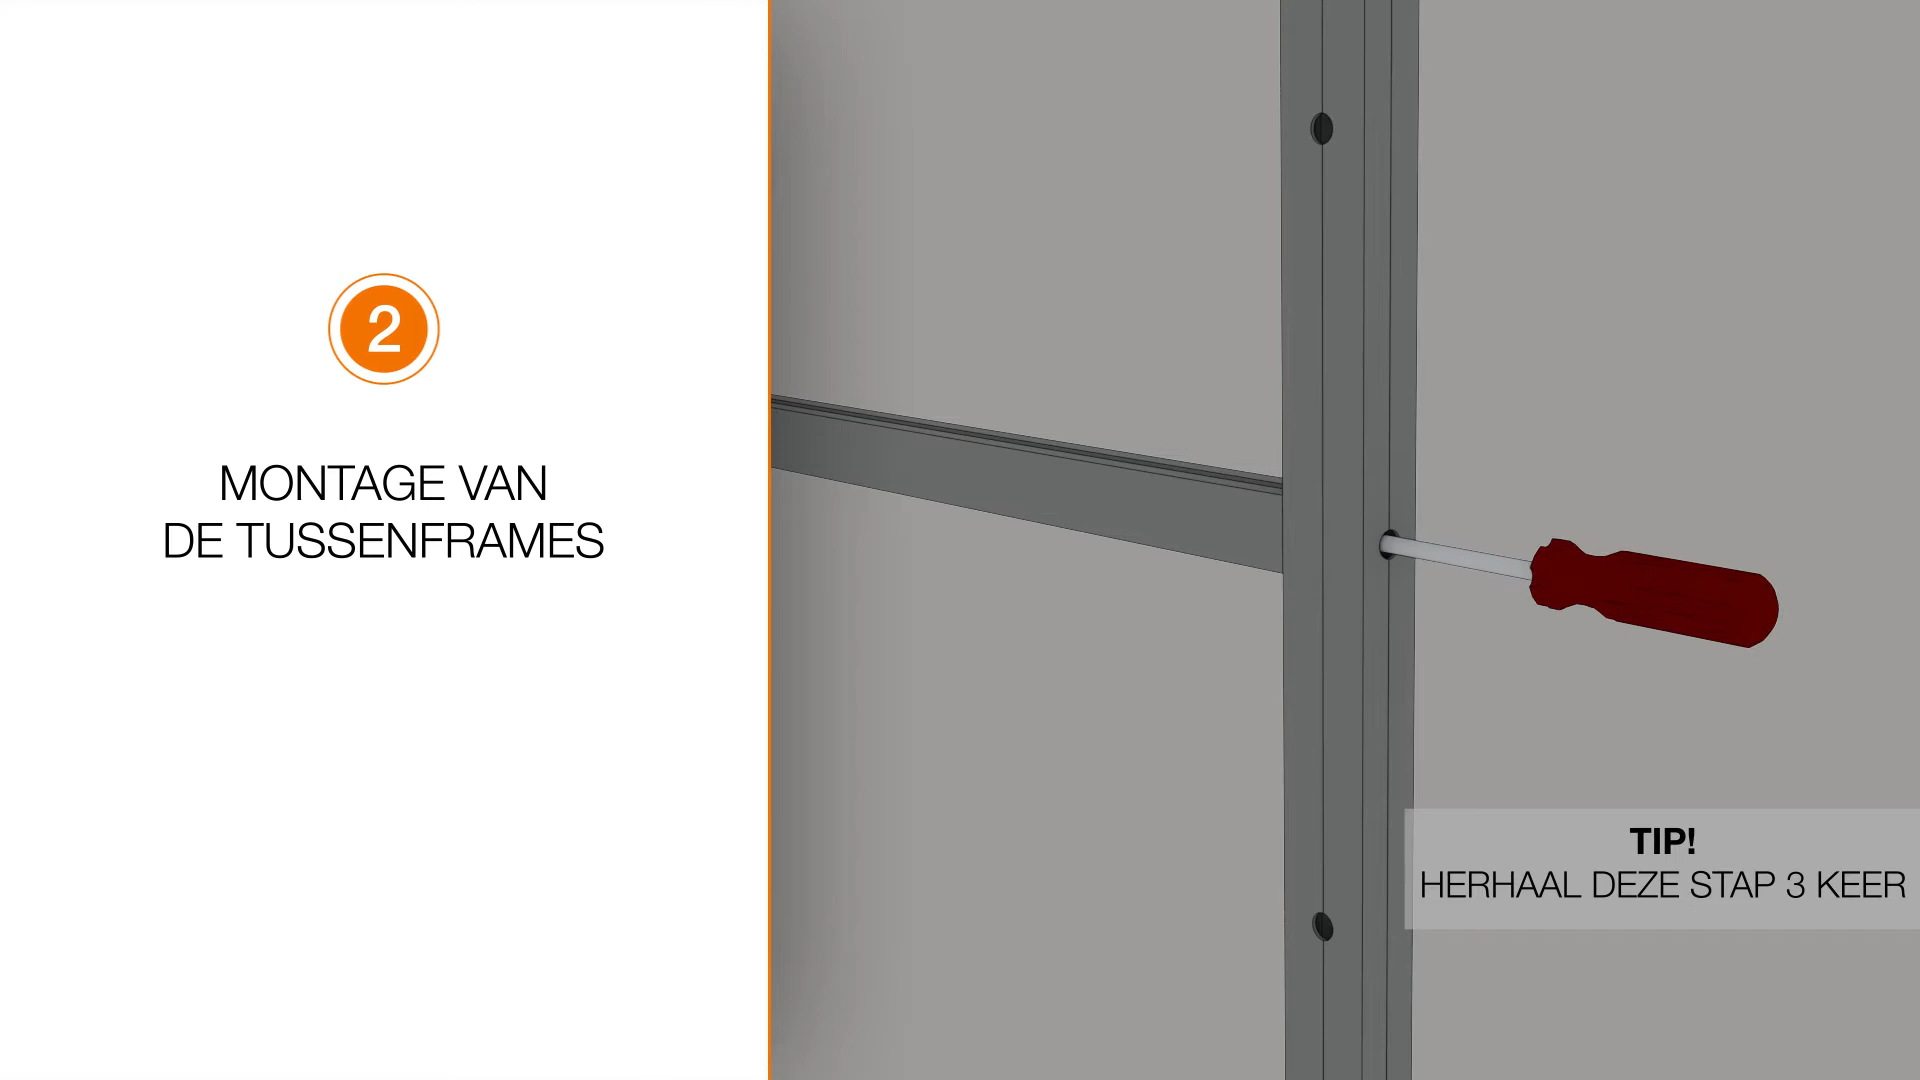 2
MONTAGE VAN
DE TUSSENFRAMES
TIP!
HERHAAL DEZE STAP 3 KEER